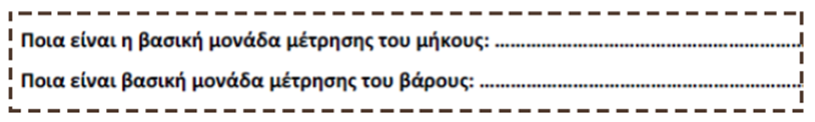 Ποια είναι η βασική μονάδα μέτρησης του μήκους: ……………………………………………………
Ποια είναι βασική μονάδα μέτρησης του βάρους: ………………………………………………………